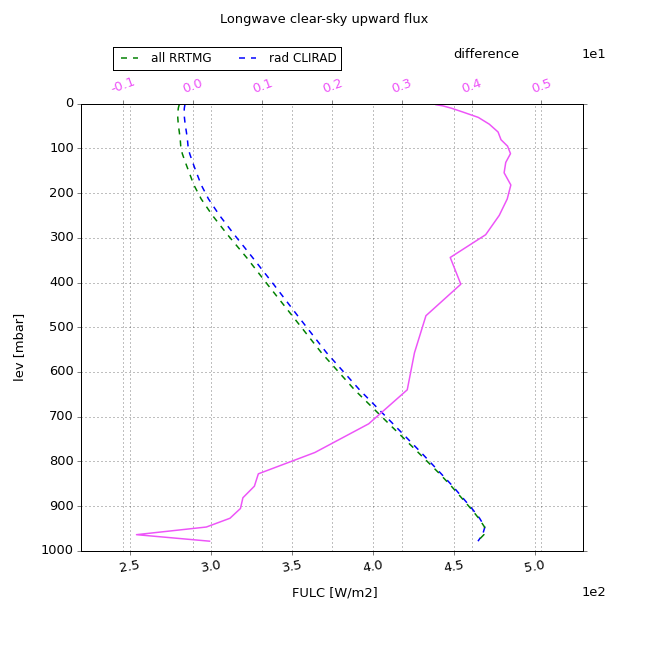 Longwave clear-sky upward flux
all RRTMG rad CLIRAD difference 1e1
-0.1 0.0 0.1 0.2 0.3 0.4 0.5
0
100
200
300
400
500
600
700
800
900
1000
lev [mbar]
2.5 3.0 3.5 4.0 4.5 5.0
FULC [W/m2] 1e2